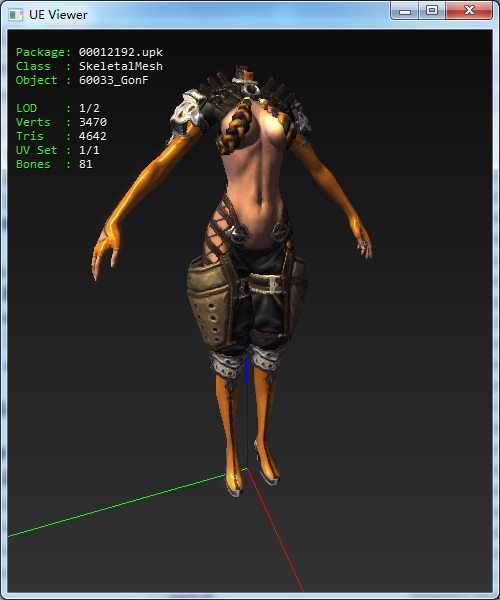 UE Viewer
Package: 00012192.upk
Class : SkeletalMesh
Object : 60033_GonF
LOD : 1/2
Verts : 3470
Tris : 4642
UV Set : 1/1
Bones : 81